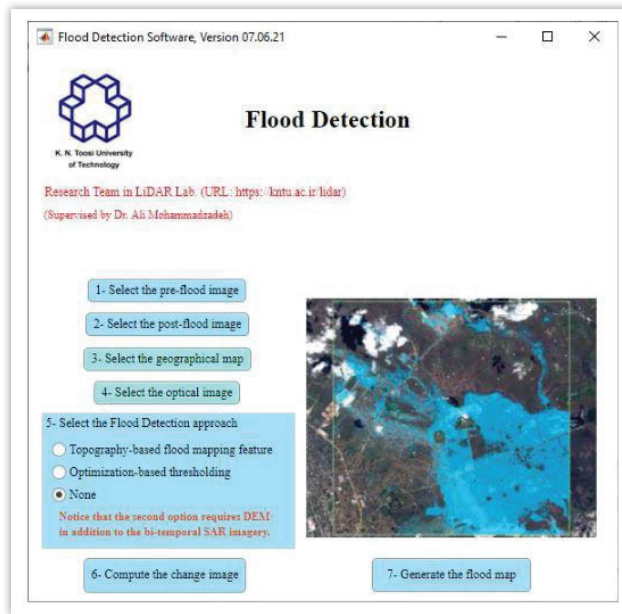 Flood Detection Software, Version 07.06.21
K. N. Toosi University
of Technology
Flood Detection
Research Team in LiDAR Lab. (URL: https://kntu.ac.ir/lidar)
(Supervised by Dr. Ali Mohammadzadeh)
1- Select the pre-flood image
2- Select the post-flood image
3- Select the geographical map
4- Select the optical image
5- Select the Flood Detection approach
Topography-based flood mapping feature
Optimization-based thresholding
None
Notice that the second option requires DEM
in addition to the bi-temporal SAR imagery.
6- Compute the change image
7- Generate the flood map